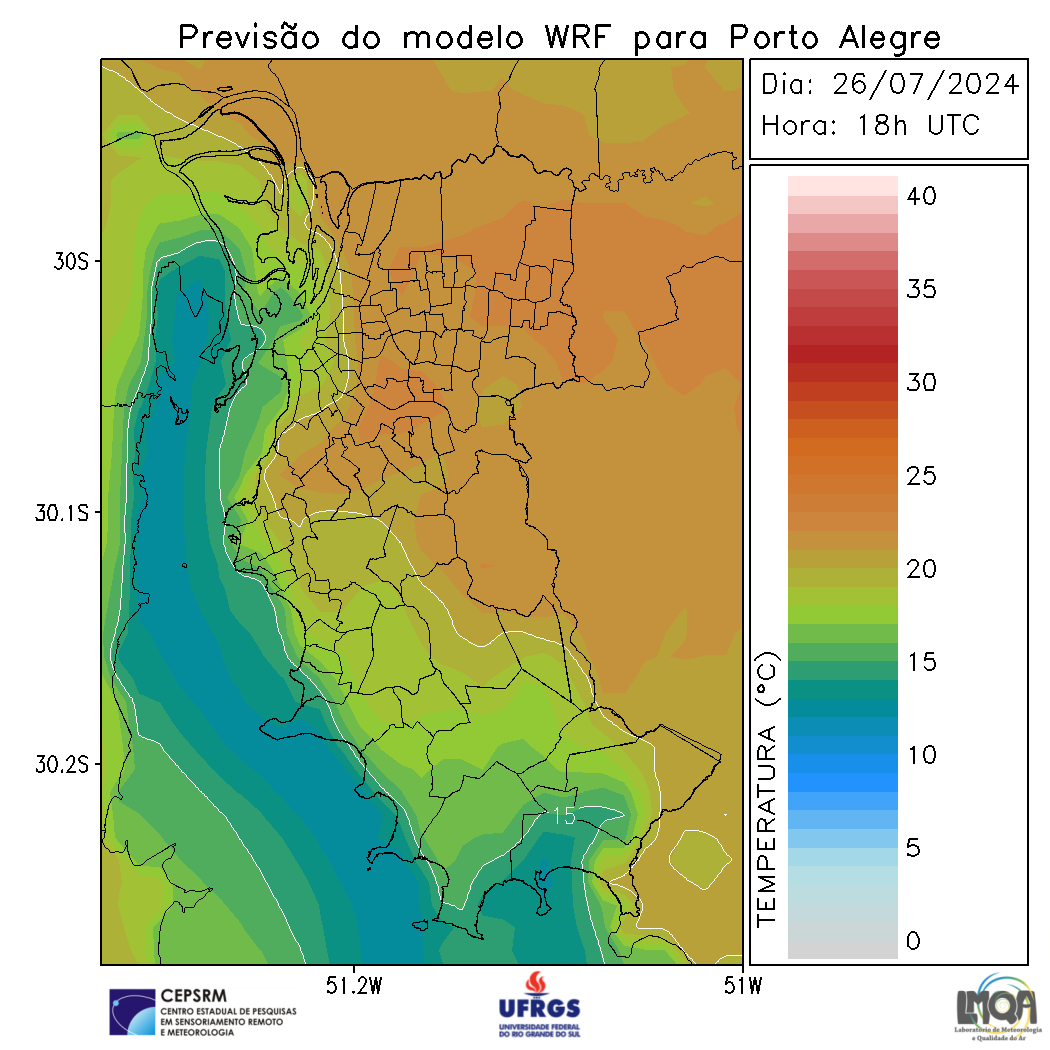 Previsão do modelo WRF para Porto Alegre
Dia: 26/07/2024
Hora: 18h UTC
30S
30.1S
30.2S
51.2W
51W
15
TEMPERATURA (°C)
40
35
30
25
20
15
10
5
0
CEPSRM
CENTRO ESTADUAL DE PESQUISAS
EM SENSORIAMENTO REMOTO
E METEOROLOGIA
UFRGS
UNIVERSIDADE FEDERAL
DO RIO GRANDE DO SUL
LMQA
Laboratório de Meteorologia
e Qualidade do Ar